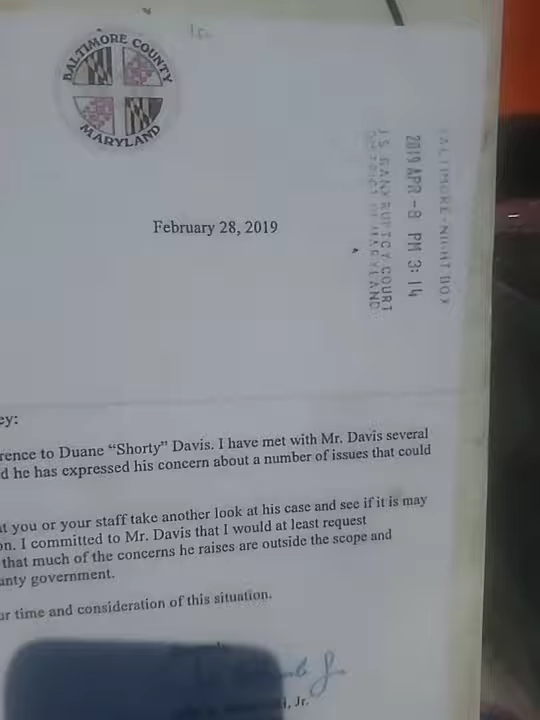 BALTIMORE COUNTY
MARYLAND
BALTIMORE-NIGHT BOX
2019 APR -8 PM 3:14
U.S. BANKRUPTCY COURT
DISTRICT OF MARYLAND
February 28, 2019
ey:
rence to Duane “Shorty” Davis. I have met with Mr. Davis several
d he has expressed his concern about a number of issues that could
at you or your staff take another look at his case and see if it is may
on. I committed to Mr. Davis that I would at least request
that much of the concerns he raises are outside the scope and
unty government.
ur time and consideration of this situation.
Jr.